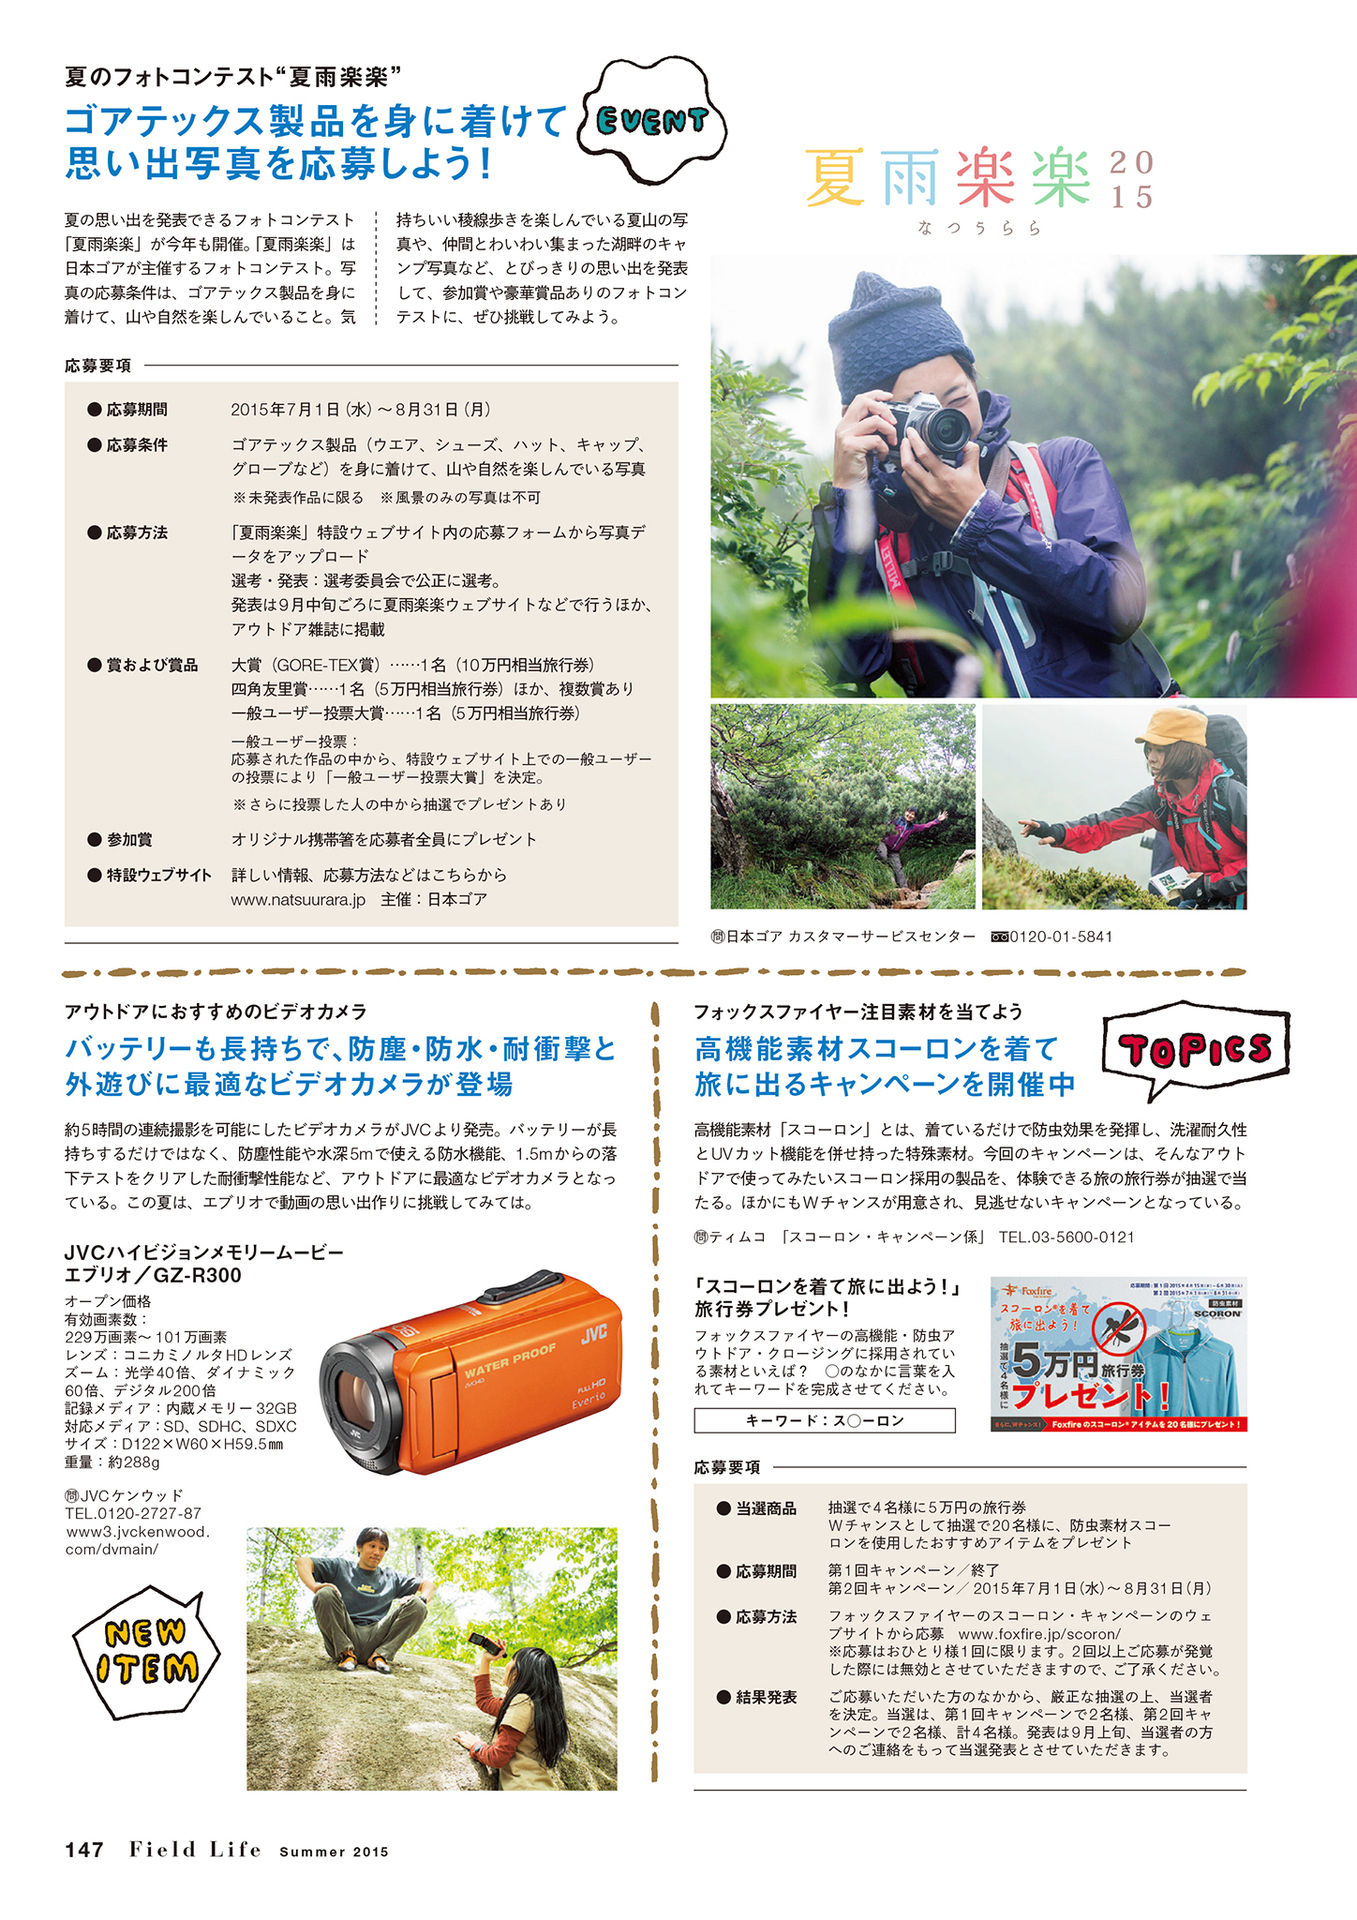 夏のフォトコンテスト“夏雨楽楽”
ゴアテックス製品を身に着けて
思い出写真を応募しよう！
EVENT
夏の思い出を発表できるフォトコンテスト
「夏雨楽楽」が今年も開催。「夏雨楽楽」は
日本ゴアが主催するフォトコンテスト。写
真の応募条件は、ゴアテックス製品を身に
着けて、山や自然を楽しんでいること。気
持ちいい稜線歩きを楽しんでいる夏山の写
真や、仲間とわいわい集まった湖畔のキャ
ンプ写真など、とびっきりの思い出を発表
して、参加賞や豪華賞品ありのフォトコン
テストに、ぜひ挑戦してみよう。
夏雨楽楽 2015
なつぅらら
応募要項
●応募期間 2015年7月1日（水）～8月31日（月）
●応募条件 ゴアテックス製品（ウエア、シューズ、ハット、キャップ、
グローブなど）を身に着けて、山や自然を楽しんでいる写真
※未発表作品に限る ※風景のみの写真は不可
●応募方法 「夏雨楽楽」特設ウェブサイト内の応募フォームから写真デ
ータをアップロード
選考・発表：選考委員会で公正に選考。
発表は9月中旬ごろに夏雨楽楽ウェブサイトなどで行うほか、
アウトドア雑誌に掲載
●賞および賞品 大賞（GORE-TEX賞）……1名（10万円相当旅行券）
四角友里賞……1名（5万円相当旅行券）ほか、複数賞あり
一般ユーザー投票大賞……1名（5万円相当旅行券）
一般ユーザー投票：
応募された作品の中から、特設ウェブサイト上での一般ユーザー
の投票により「一般ユーザー投票大賞」を決定。
※さらに投票した人の中から抽選でプレゼントあり
●参加賞 オリジナル携帯箸を応募者全員にプレゼント
●特設ウェブサイト 詳しい情報、応募方法などはこちらから
www.natsuurara.jp 主催：日本ゴア
MILLET
㉄日本ゴア カスタマーサービスセンター 0120-01-5841
アウトドアにおすすめのビデオカメラ
バッテリーも長持ちで、防塵・防水・耐衝撃と
外遊びに最適なビデオカメラが登場
約5時間の連続撮影を可能にしたビデオカメラがJVCより発売。バッテリーが長
持ちするだけではなく、防塵性能や水深5mで使える防水機能、1.5mからの落
下テストをクリアした耐衝撃性能など、アウトドアに最適なビデオカメラとなっ
ている。この夏は、エブリオで動画の思い出作りに挑戦してみては。
JVCハイビジョンメモリームービー
エブリオ／GZ-R300
オープン価格
有効画素数：
229万画素～101万画素
レンズ：コニカミノルタHDレンズ
ズーム：光学40倍、ダイナミック
60倍、デジタル200倍
記録メディア：内蔵メモリー32GB
対応メディア：SD、SDHC、SDXC
サイズ：D122×W60×H59.5㎜
重量：約288g
㉄JVCケンウッド
TEL.0120-2727-87
www3.jvckenwood.
com/dvmain/
JVC
WATER PROOF
AVCHD
FULL HD
Everio
JVC
NEW
ITEM
フォックスファイヤー注目素材を当てよう
高機能素材スコーロンを着て
旅に出るキャンペーンを開催中
TOPICS
高機能素材「スコーロン」とは、着ているだけで防虫効果を発揮し、洗濯耐久性
とUVカット機能を併せ持った特殊素材。今回のキャンペーンは、そんなアウト
ドアで使ってみたいスコーロン採用の製品を、体験できる旅の旅行券が抽選で当
たる。ほかにもWチャンスが用意され、見逃せないキャンペーンとなっている。
㉄ティムコ 「スコーロン・キャンペーン係」 TEL.03-5600-0121
「スコーロンを着て旅に出よう！」
旅行券プレゼント！
フォックスファイヤーの高機能・防虫ア
ウトドア・クロージングに採用されてい
る素材といえば？ ○のなかに言葉を入
れてキーワードを完成させてください。
キーワード：ス○ーロン
Foxfire
応募期間：第1回 2015年4月15日(水)～6月30日(火)
第2回 2015年7月1日(水)～8月31日(月)
スコーロン®を着て
旅に出よう！
防虫素材
SCORON
抽選で4名様に
5万円旅行券
プレゼント！
さらに、Wチャンス！ Foxfireのスコーロン®アイテムを20名様にプレゼント！
応募要項
●当選商品 抽選で4名様に5万円の旅行券
Wチャンスとして抽選で20名様に、防虫素材スコー
ロンを使用したおすすめアイテムをプレゼント
●応募期間 第1回キャンペーン／終了
第2回キャンペーン／2015年7月1日(水)～8月31日(月)
●応募方法 フォックスファイヤーのスコーロン・キャンペーンのウェ
ブサイトから応募 www.foxfire.jp/scoron/
※応募はおひとり様1回に限ります。2回以上ご応募が発覚
した際には無効とさせていただきますので、ご了承ください。
●結果発表 ご応募いただいた方のなかから、厳正な抽選の上、当選者
を決定。当選は、第1回キャンペーンで2名様、第2回キャ
ンペーンで2名様、計4名様。発表は9月上旬、当選者の方
へのご連絡をもって当選発表とさせていただきます。
147 Field Life Summer 2015